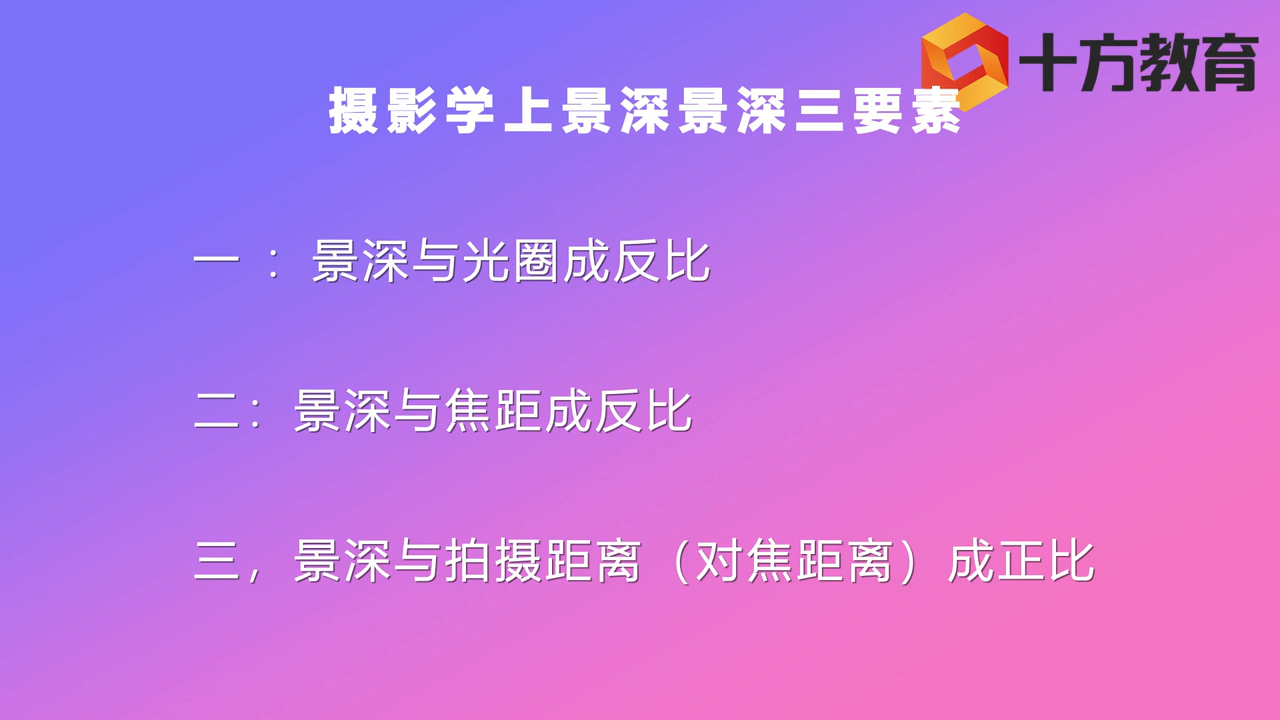 十方教育
摄影学上景深景深三要素
一 ：景深与光圈成反比
二：景深与焦距成反比
三，景深与拍摄距离（对焦距离）成正比